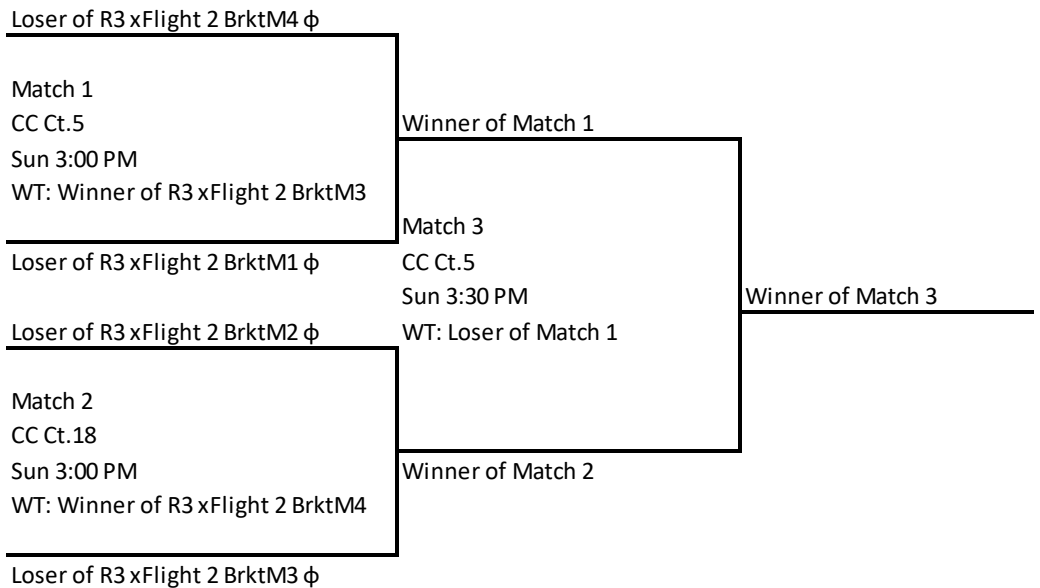 Loser of R3 xFlight 2 BrktM4 ф
Match 1
CC Ct.5
Sun 3:00 PM
WT: Winner of R3 xFlight 2 BrktM3
Loser of R3 xFlight 2 BrktM1 ф
Winner of Match 1
Match 3
CC Ct.5
Sun 3:30 PM
WT: Loser of Match 1
Winner of Match 3
Loser of R3 xFlight 2 BrktM2 ф
Match 2
CC Ct.18
Sun 3:00 PM
WT: Winner of R3 xFlight 2 BrktM4
Loser of R3 xFlight 2 BrktM3 ф
Winner of Match 2